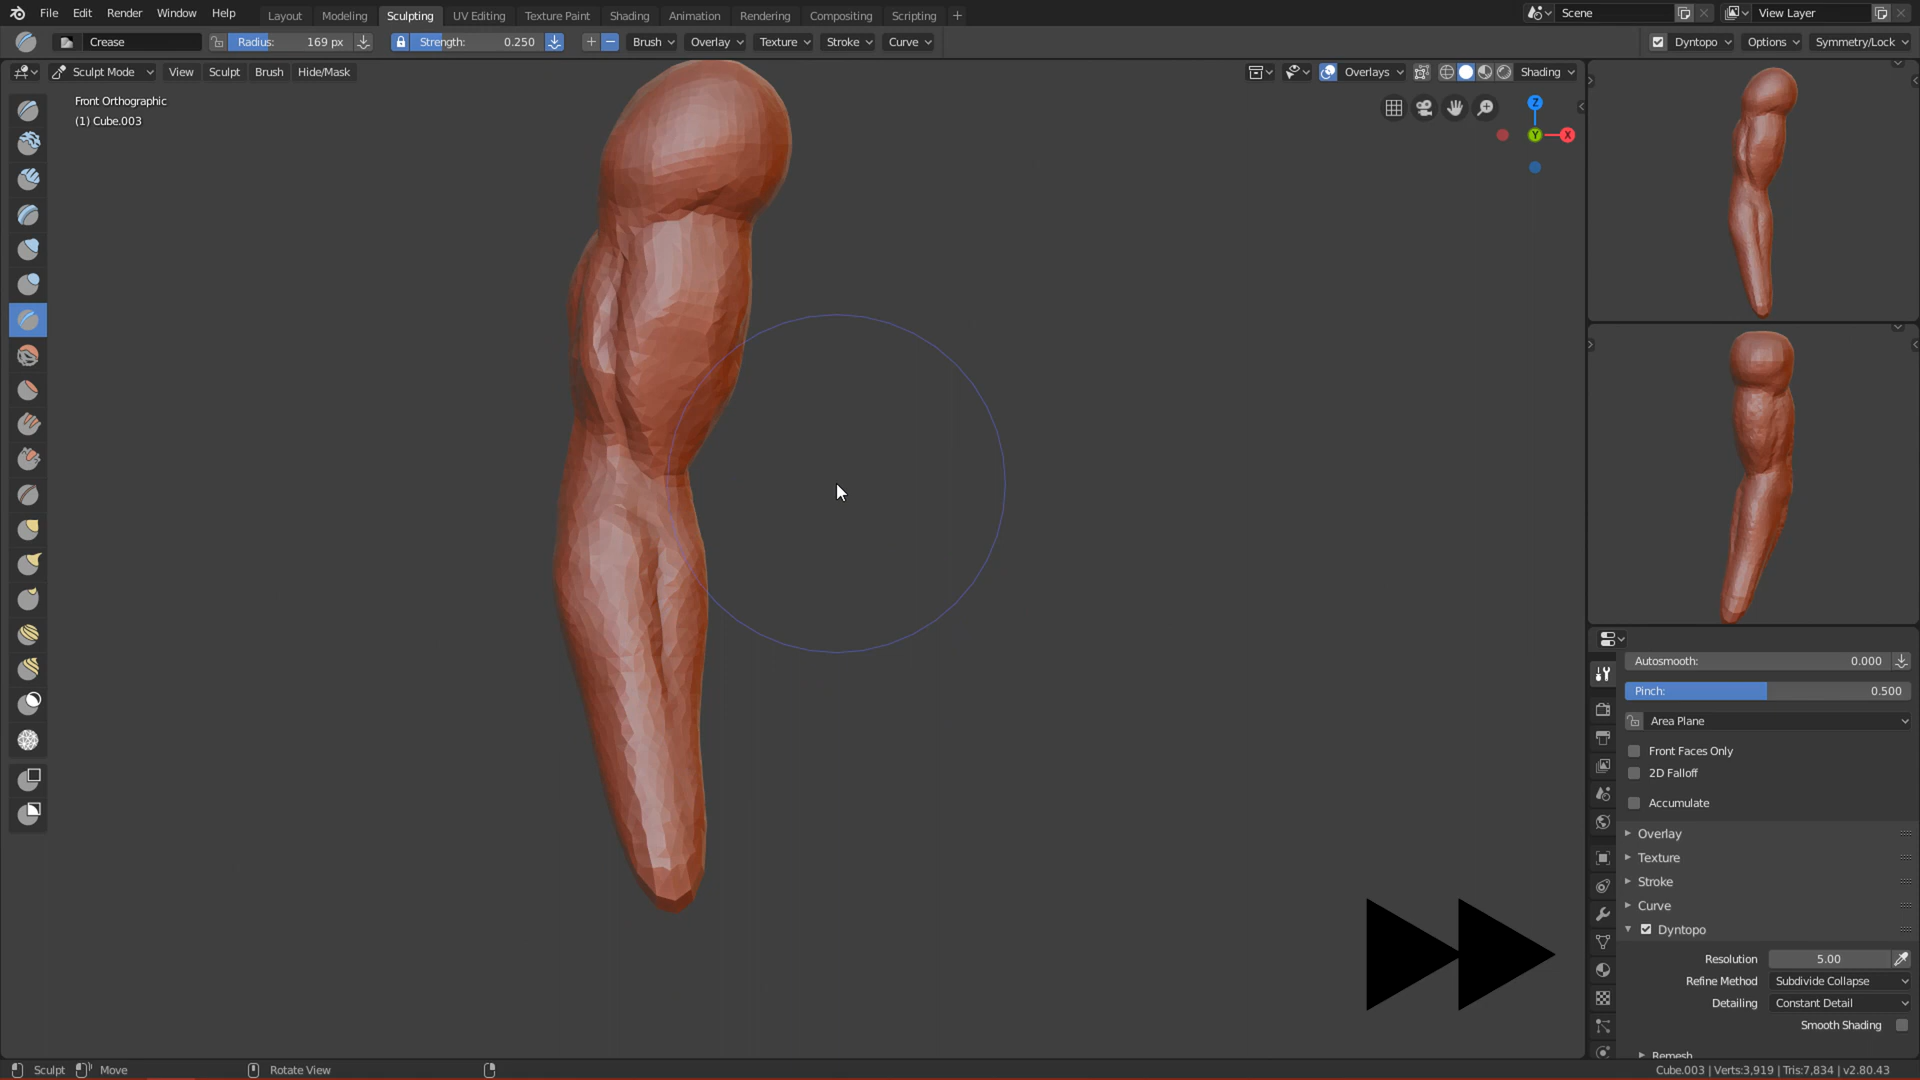 File Edit Render Window Help Layout Modeling Sculpting UV Editing Texture Paint Shading Animation Rendering Compositing Scripting + Scene View Layer
Crease Radius: 169 px Strength: 0.250 Brush Overlay Texture Stroke Curve Dyntopo Options Symmetry/Lock
Sculpt Mode View Sculpt Brush Hide/Mask Overlays Shading
Front Orthographic
(1) Cube.003
Z
Y
X
Autosmooth: 0.000
Pinch: 0.500
Area Plane
Front Faces Only
2D Falloff
Accumulate
Overlay
Texture
Stroke
Curve
Dyntopo
Resolution 5.00
Refine Method Subdivide Collapse
Detailing Constant Detail
Smooth Shading
Remesh
Sculpt Move Rotate View Cube.003 | Verts:3,919 | Tris:7,834 | v2.80.43